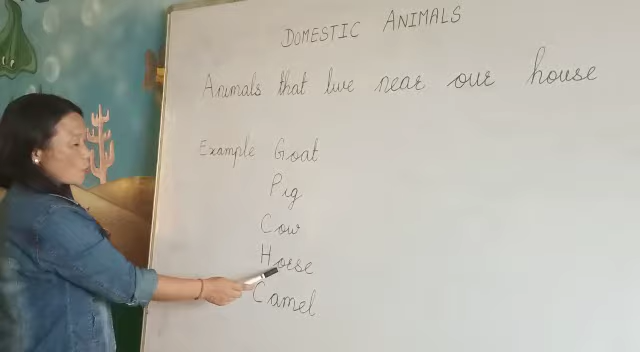 DOMESTIC ANIMALS
Animals that live near our house
Example Goat
Pig
Cow
Horse
Camel